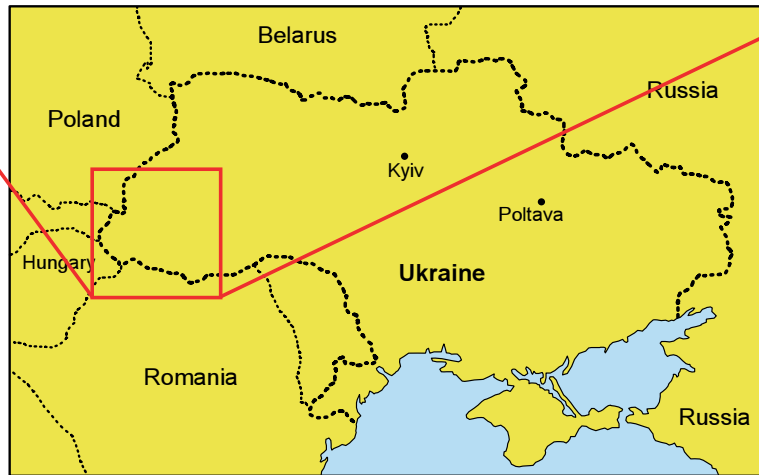 Belarus
Russia
Poland
Kyiv
Poltava
Hungary
Ukraine
Romania
Russia